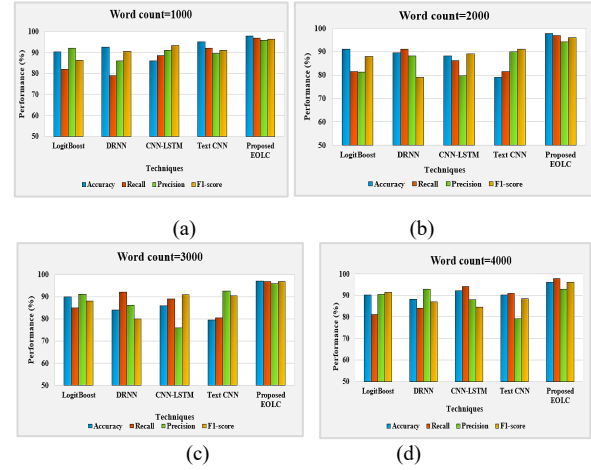 Word count=1000
Performance (%)
100
90
80
70
60
50
LogitBoost DRNN CNN-LSTM Text CNN Proposed EOLC
Techniques
Accuracy Recall Precision F1-score
(a)
Word count=2000
Performance (%)
100
90
80
70
60
50
LogitBoost DRNN CNN-LSTM Text CNN Proposed EOLC
Techniques
Accuracy Recall Precision F1-score
(b)
Word count=3000
Performance (%)
100
90
80
70
60
50
LogitBoost DRNN CNN-LSTM Text CNN Proposed EOLC
Techniques
Accuracy Recall Precision F1-score
(c)
Word count=4000
Performance (%)
100
90
80
70
60
50
LogitBoost DRNN CNN-LSTM Text CNN Proposed EOLC
Techniques
Accuracy Recall Precision F1-score
(d)